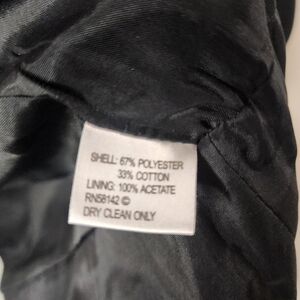 SHELL: 67% POLYESTER
33% COTTON
LINING: 100% ACETATE
RN58142 ©
DRY CLEAN ONLY